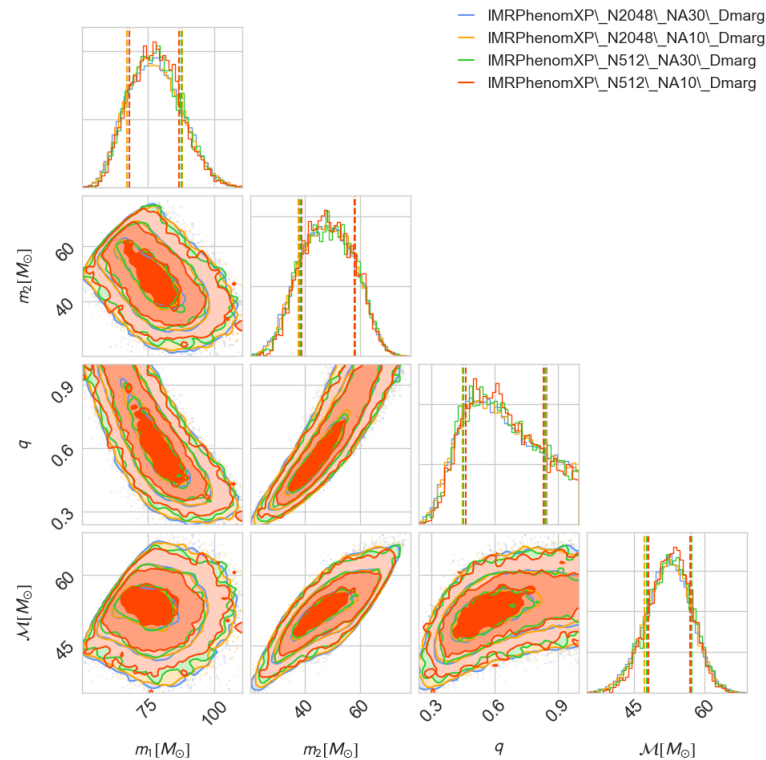 IMRPhenomXP\_N2048\_NA30\_Dmarg
IMRPhenomXP\_N2048\_NA10\_Dmarg
IMRPhenomXP\_N512\_NA30\_Dmarg
IMRPhenomXP\_N512\_NA10\_Dmarg
m₂[M⊙]
60
40
q
0.9
0.6
0.3
ℳ[M⊙]
60
45
75
100
40
60
0.3
0.6
0.9
45
60
m₁[M⊙]
m₂[M⊙]
q
ℳ[M⊙]